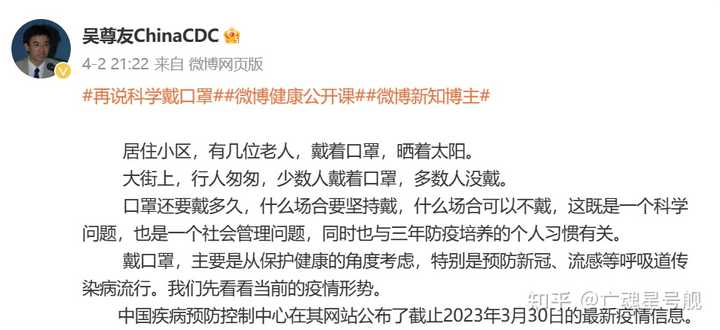 吴尊友ChinaCDC
4-2 21:22 来自 微博网页版
#再说科学戴口罩##微博健康公开课##微博新知博主#
居住小区，有几位老人，戴着口罩，晒着太阳。
大街上，行人匆匆，少数人戴着口罩，多数人没戴。
口罩还要戴多久，什么场合要坚持戴，什么场合可以不戴，这既是一个科学
问题，也是一个社会管理问题，同时也与三年防疫培养的个人习惯有关。
戴口罩，主要是从保护健康的角度考虑，特别是预防新冠、流感等呼吸道传
染病流行。我们先看看当前的疫情形势。
中国疾病预防控制中心在其网站公布了截止2023年3月30日的最新疫情信息。
知乎 @亡魂星号舰